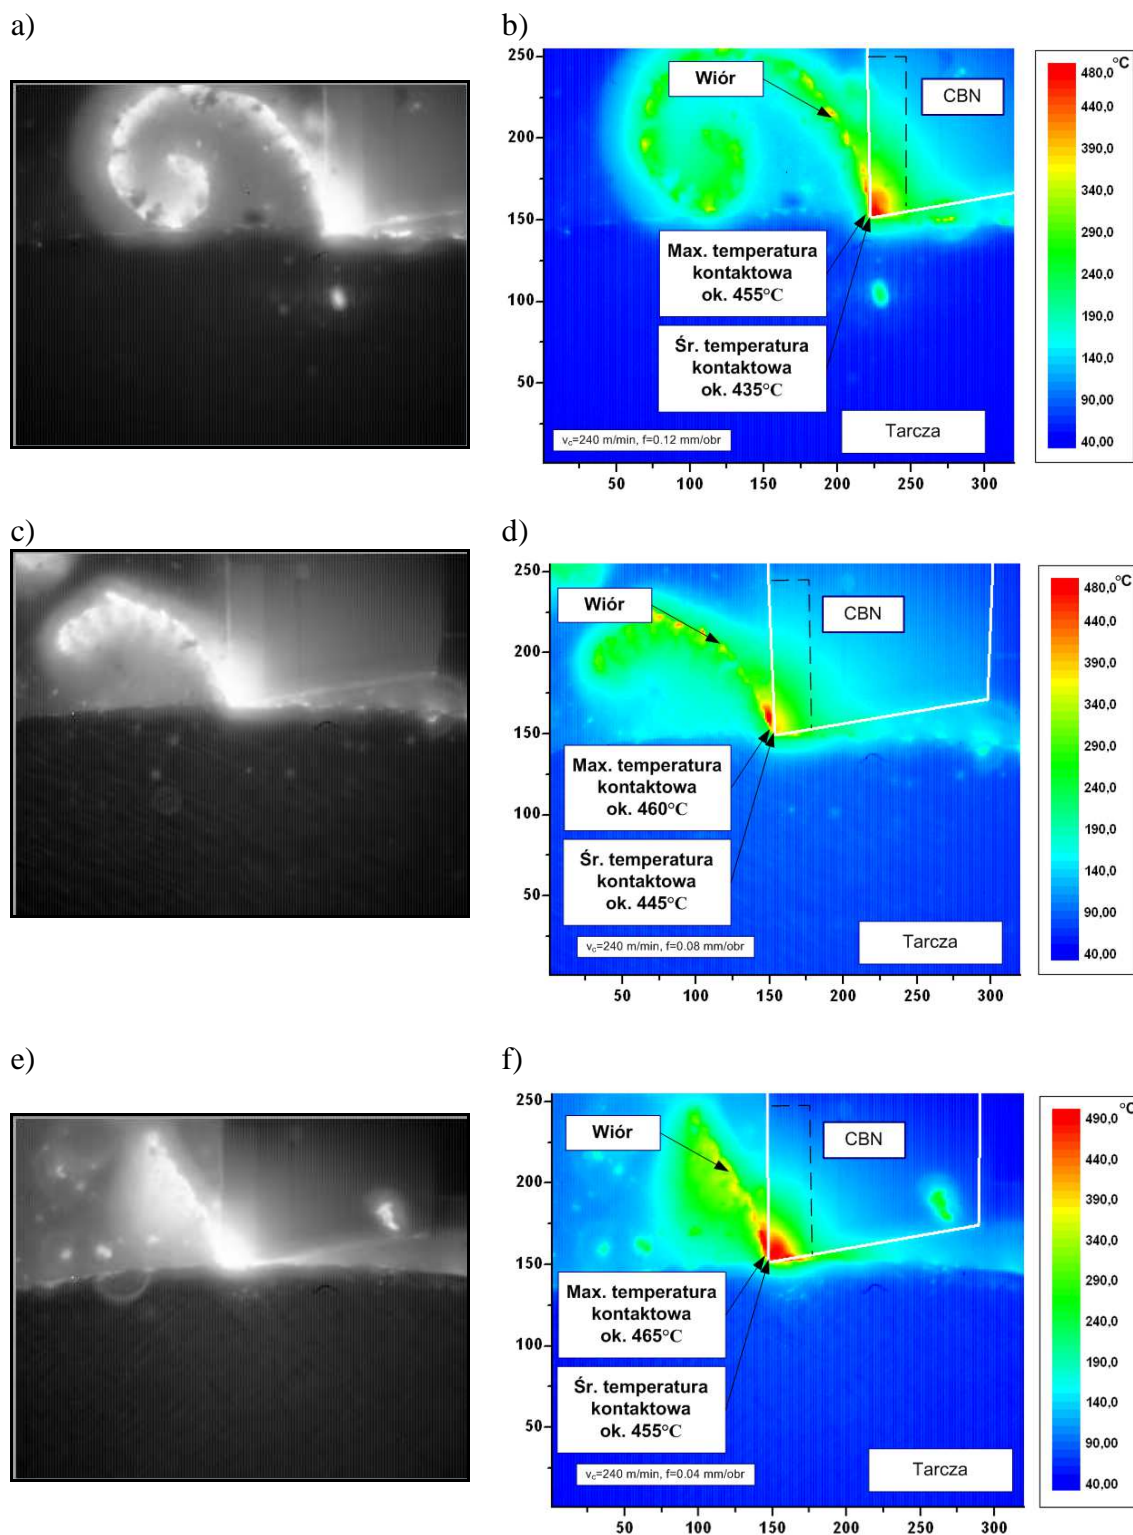 a)
b)
250
200
150
100
50
50
100
150
200
250
300
Wiór
CBN
Max. temperatura
kontaktowa
ok. 455°C
Śr. temperatura
kontaktowa
ok. 435°C
Tarcza
vc=240 m/min, f=0.12 mm/obr
°C
480,0
440,0
390,0
340,0
290,0
240,0
190,0
140,0
90,00
40,00
c)
d)
250
200
150
100
50
50
100
150
200
250
300
Wiór
CBN
Max. temperatura
kontaktowa
ok. 460°C
Śr. temperatura
kontaktowa
ok. 445°C
Tarcza
vc=240 m/min, f=0.08 mm/obr
°C
480,0
440,0
390,0
340,0
290,0
240,0
190,0
140,0
90,00
40,00
e)
f)
250
200
150
100
50
50
100
150
200
250
300
Wiór
CBN
Max. temperatura
kontaktowa
ok. 465°C
Śr. temperatura
kontaktowa
ok. 455°C
Tarcza
vc=240 m/min, f=0.04 mm/obr
°C
490,0
440,0
390,0
340,0
290,0
240,0
190,0
140,0
90,00
40,00